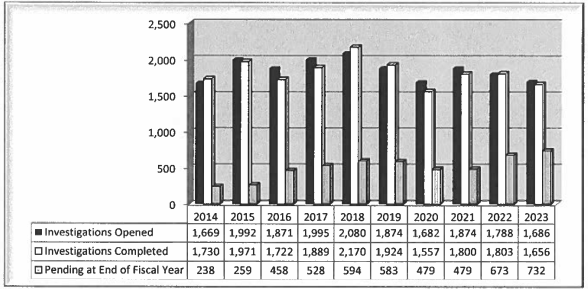 2,500
2,000
1,500
1,000
500
0
2014 2015 2016 2017 2018 2019 2020 2021 2022 2023
Investigations Opened 1,669 1,992 1,871 1,995 2,080 1,874 1,682 1,874 1,788 1,686
Investigations Completed 1,730 1,971 1,722 1,889 2,170 1,924 1,557 1,800 1,803 1,656
Pending at End of Fiscal Year 238 259 458 528 594 583 479 479 673 732